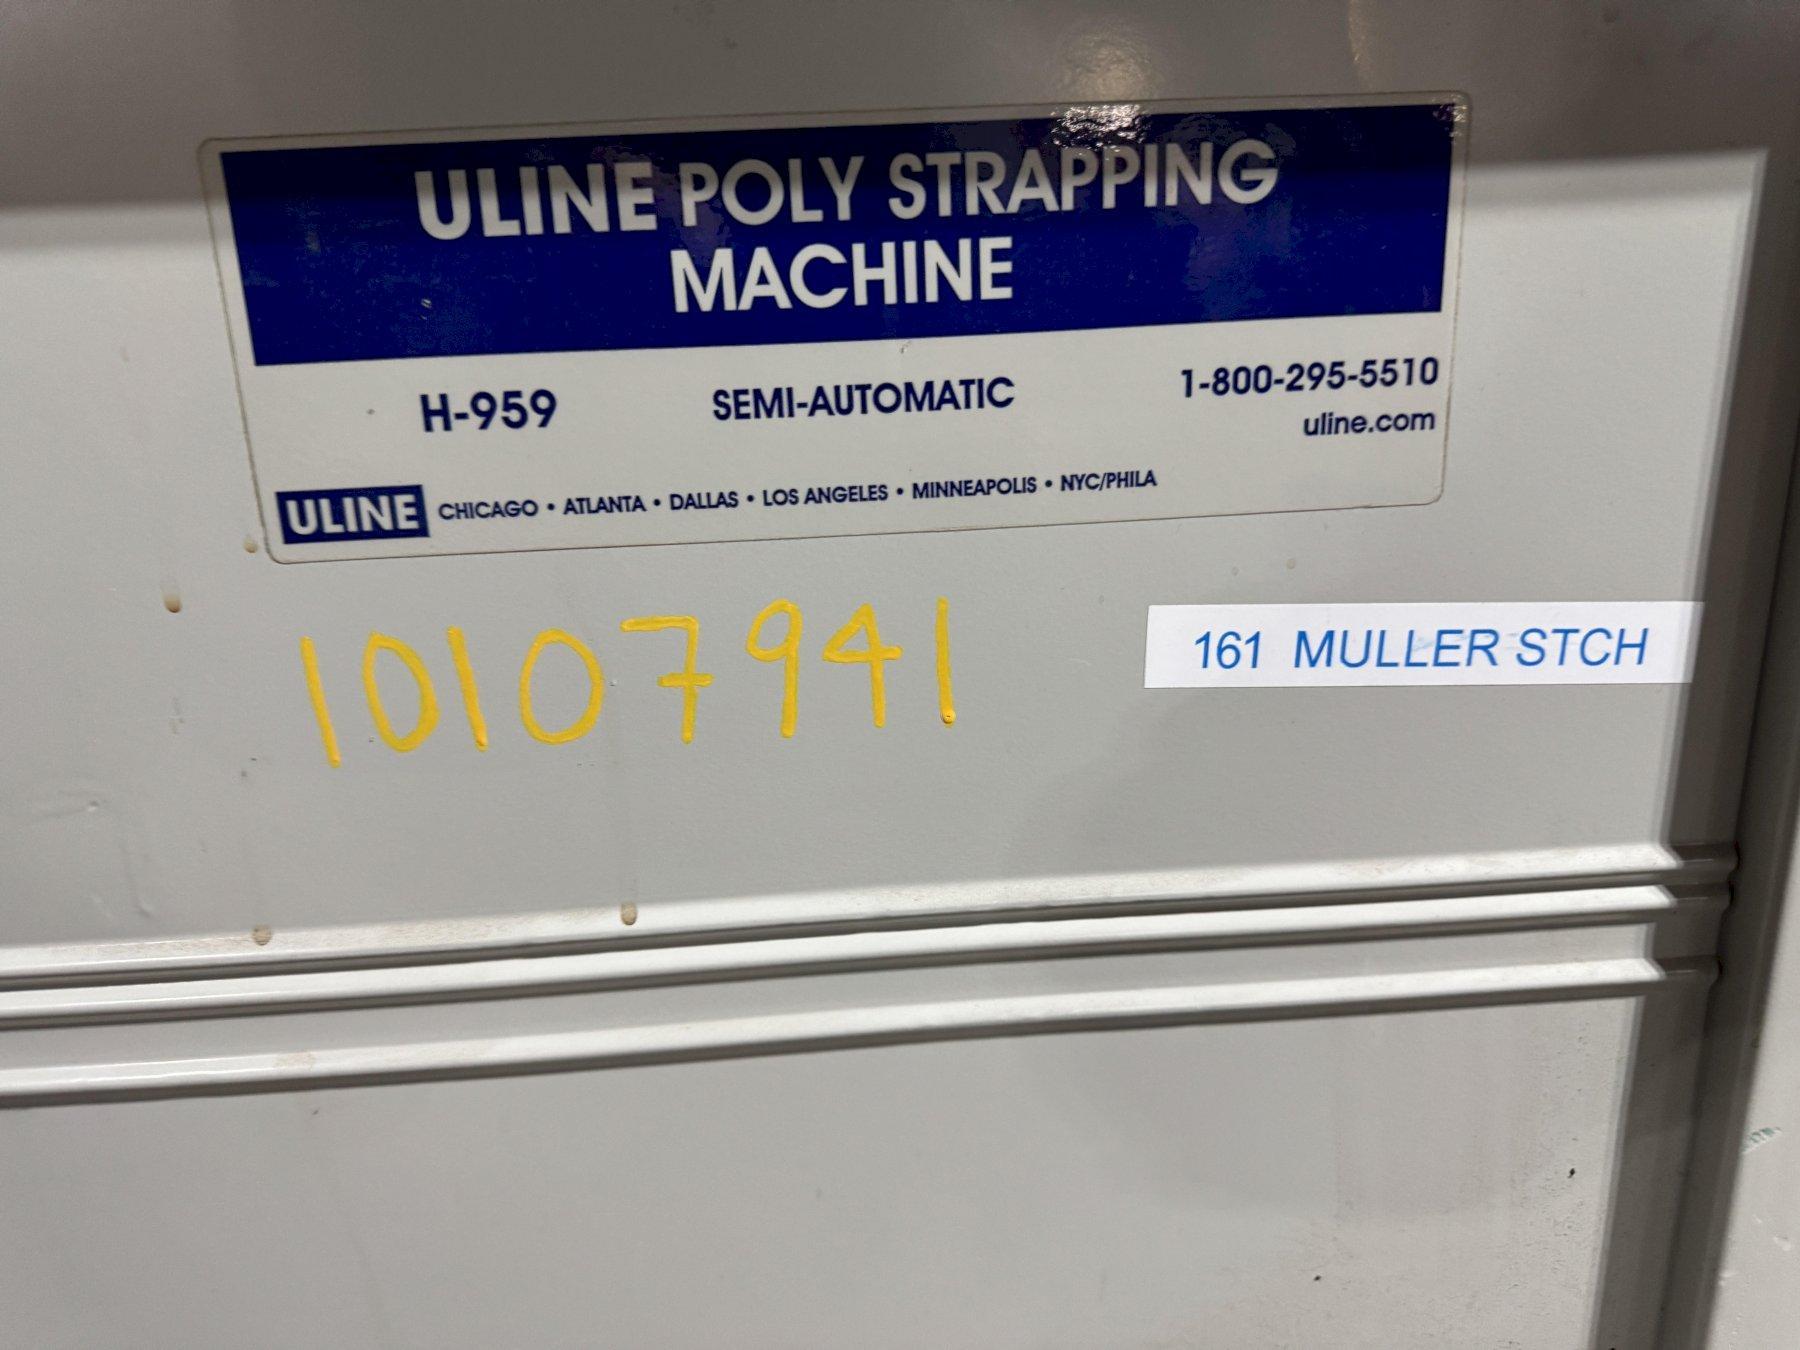 ULINE POLY STRAPPING
MACHINE
H-959 SEMI-AUTOMATIC 1-800-295-5510
uline.com
ULINE CHICAGO • ATLANTA • DALLAS • LOS ANGELES • MINNEAPOLIS • NYC/PHILA
10107941
161 MULLER STCH